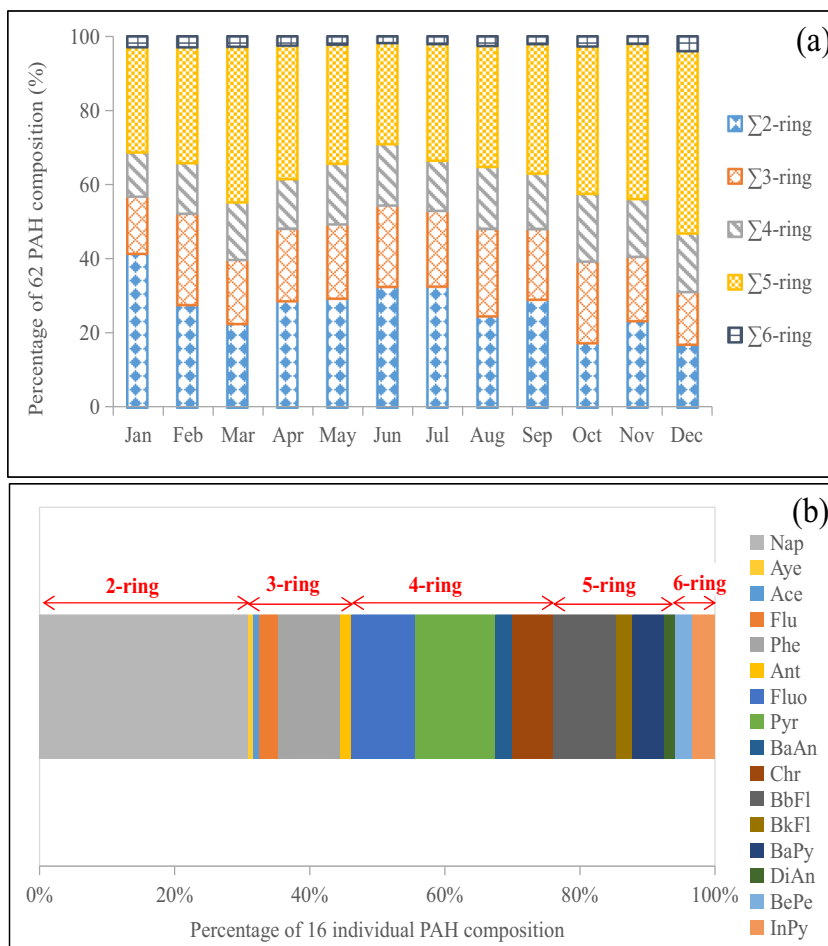 (a)
Percentage of 62 PAH composition (%)
100
80
60
40
20
0
Jan Feb Mar Apr May Jun Jul Aug Sep Oct Nov Dec
∑2-ring
∑3-ring
∑4-ring
∑5-ring
∑6-ring
(b)
2-ring 3-ring 4-ring 5-ring 6-ring
0% 20% 40% 60% 80% 100%
Percentage of 16 individual PAH composition
Nap
Aye
Ace
Flu
Phe
Ant
Fluo
Pyr
BaAn
Chr
BbFl
BkFl
BaPy
DiAn
BePe
InPy